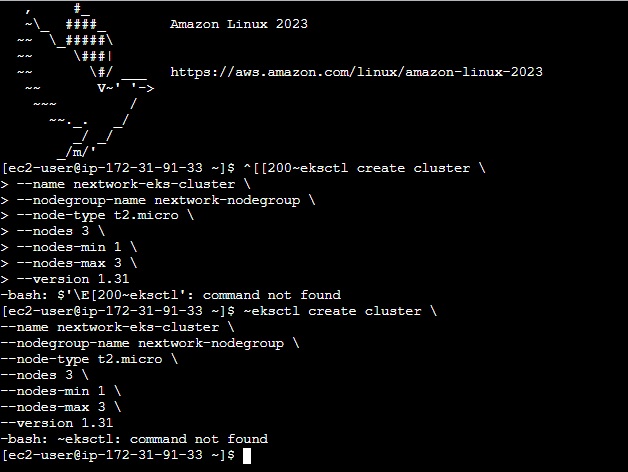 ,     #_
   ~\_  ####_        Amazon Linux 2023
  ~~  \_#####\
  ~~     \###|
  ~~       \#/ ___   https://aws.amazon.com/linux/amazon-linux-2023
   ~~       V~' '->
    ~~~         /
      ~~._.   _/
         _/ _/
       _/m/'
[ec2-user@ip-172-31-91-33 ~]$ ^[[200~eksctl create cluster \
> --name nextwork-eks-cluster \
> --nodegroup-name nextwork-nodegroup \
> --node-type t2.micro \
> --nodes 3 \
> --nodes-min 1 \
> --nodes-max 3 \
> --version 1.31
-bash: $'\E[200~eksctl': command not found
[ec2-user@ip-172-31-91-33 ~]$ ~eksctl create cluster \
--name nextwork-eks-cluster \
--nodegroup-name nextwork-nodegroup \
--node-type t2.micro \
--nodes 3 \
--nodes-min 1 \
--nodes-max 3 \
--version 1.31
-bash: ~eksctl: command not found
[ec2-user@ip-172-31-91-33 ~]$